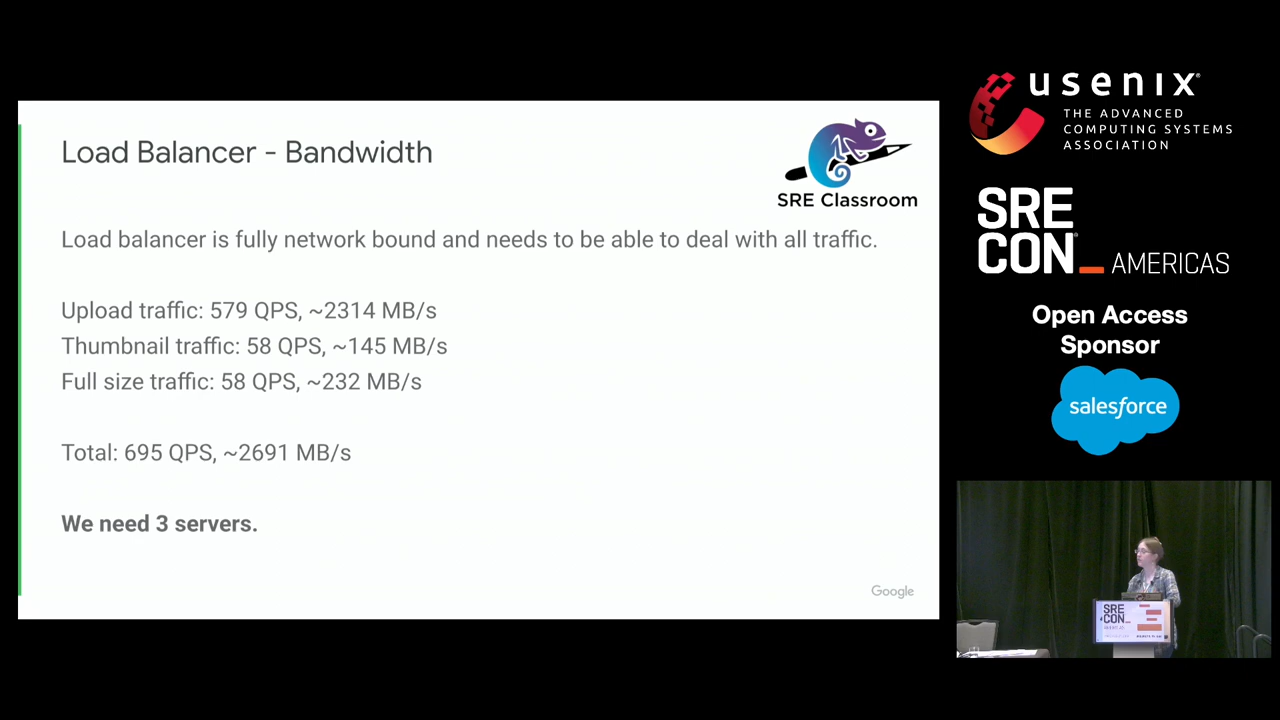 Load Balancer - Bandwidth
SRE Classroom
Load balancer is fully network bound and needs to be able to deal with all traffic.
Upload traffic: 579 QPS, ~2314 MB/s
Thumbnail traffic: 58 QPS, ~145 MB/s
Full size traffic: 58 QPS, ~232 MB/s
Total: 695 QPS, ~2691 MB/s
We need 3 servers.
Google
usenix®
THE ADVANCED
COMPUTING SYSTEMS
ASSOCIATION
SRE
CON
AMERICAS
Open Access
Sponsor
salesforce
SRE
CON